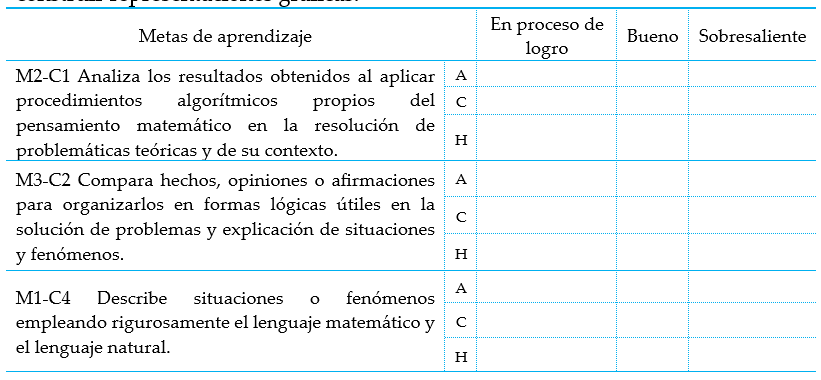 construir representaciones gráficas.
Metas de aprendizaje
En proceso de
logro
Bueno
Sobresaliente
M2-C1 Analiza los resultados obtenidos al aplicar
procedimientos algorítmicos propios del
pensamiento matemático en la resolución de
problemáticas teóricas y de su contexto.
A
C
H
M3-C2 Compara hechos, opiniones o afirmaciones
para organizarlos en formas lógicas útiles en la
solución de problemas y explicación de situaciones
y fenómenos.
A
C
H
M1-C4 Describe situaciones o fenómenos
empleando rigurosamente el lenguaje matemático y
el lenguaje natural.
A
C
H